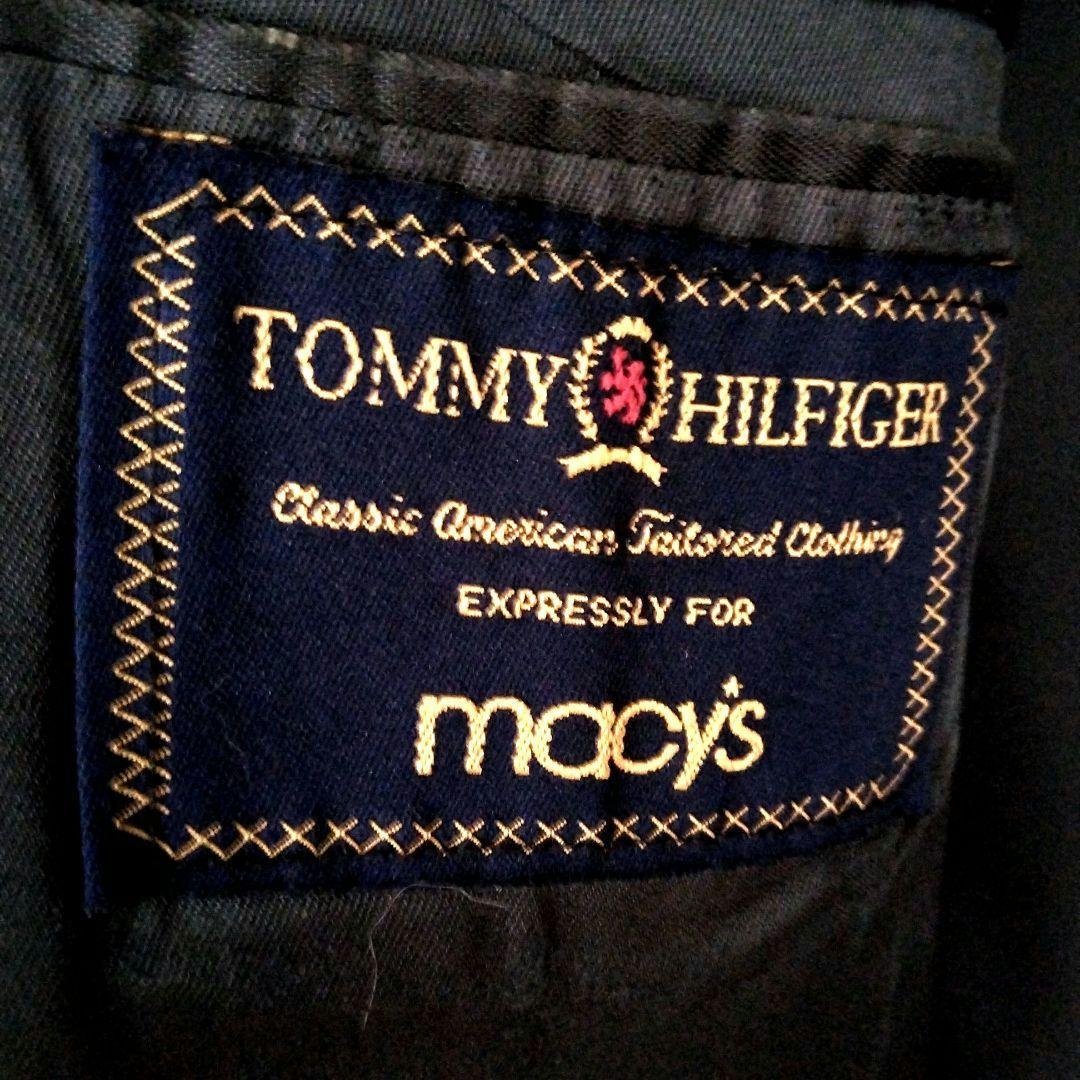 TOMMY HILFIGER
Classic American Tailored Clothing
EXPRESSLY FOR
macy's